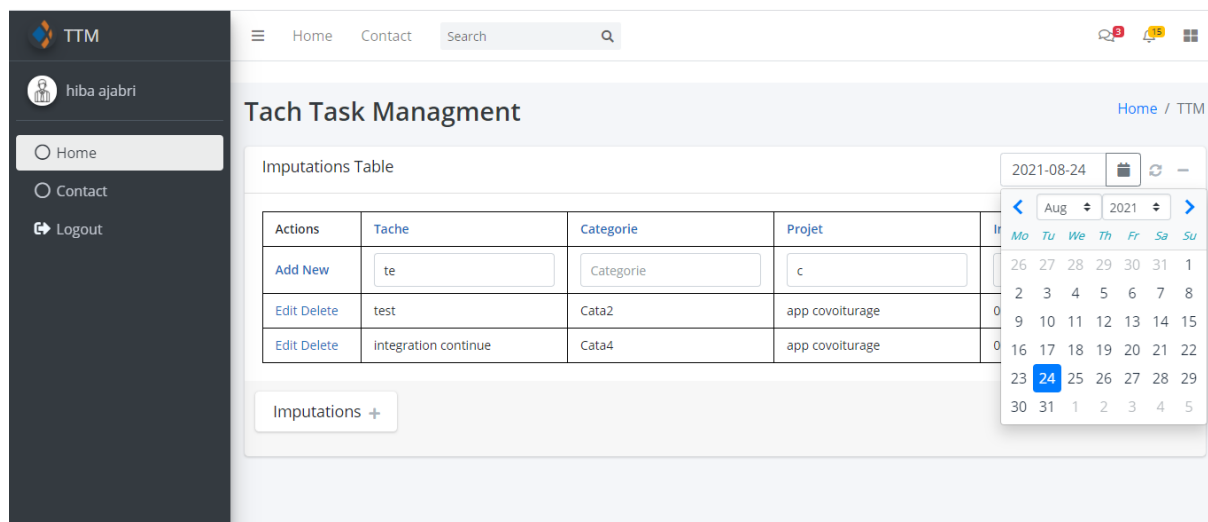 TTM
hiba ajabri
Home
Contact
Logout
Home Contact Search
3 15
Tach Task Managment
Home / TTM
Imputations Table
2021-08-24
Actions Tache Categorie Projet
Add New te Categorie c
Edit Delete test Cata2 app covoiturage 0
Edit Delete integration continue Cata4 app covoiturage 0
Imputations +
Aug 2021
Mo Tu We Th Fr Sa Su
26 27 28 29 30 31 1
2 3 4 5 6 7 8
9 10 11 12 13 14 15
16 17 18 19 20 21 22
23 24 25 26 27 28 29
30 31 1 2 3 4 5